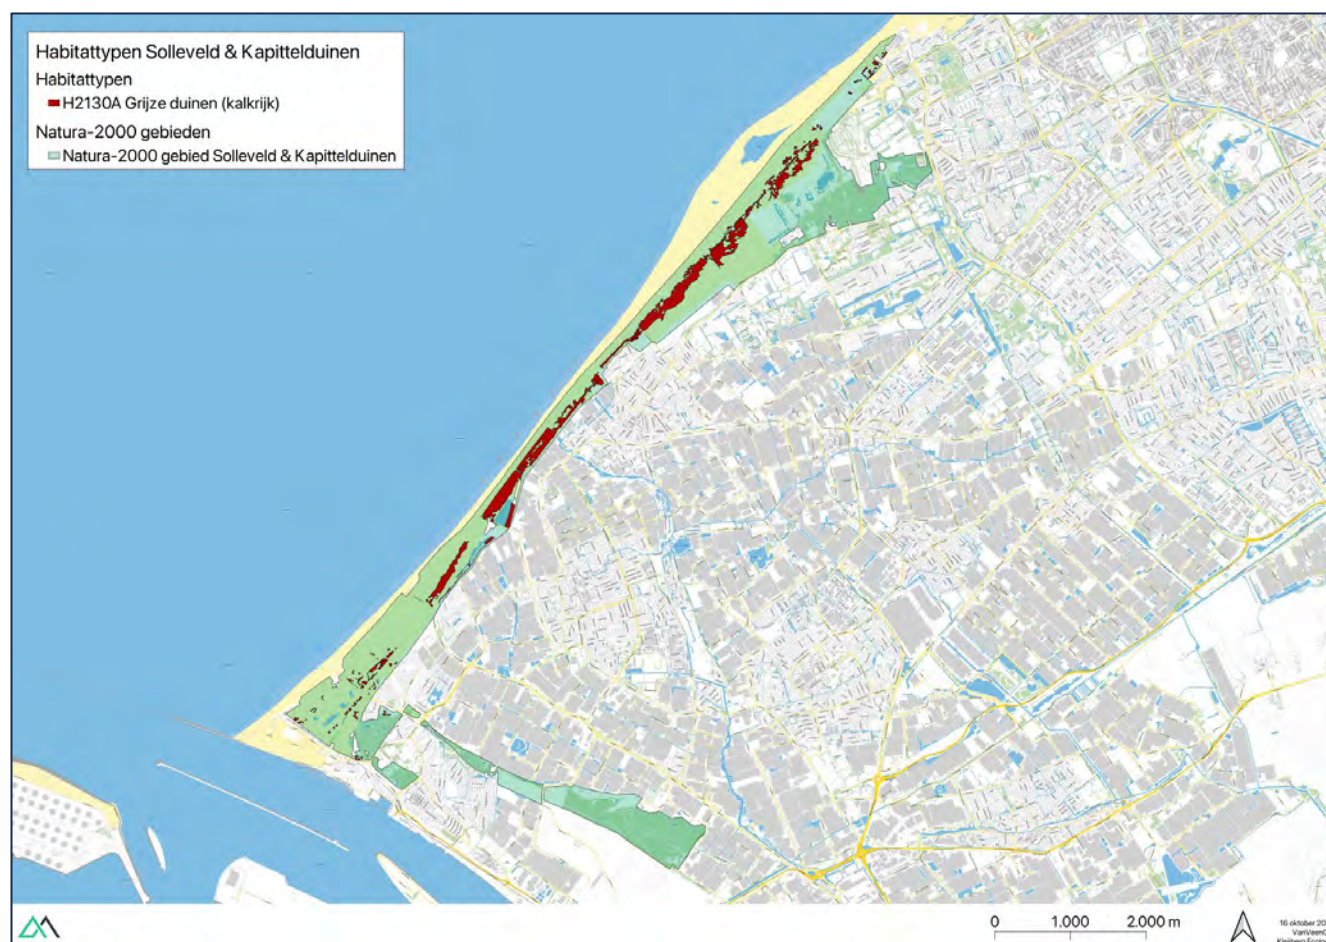 Habitattypen Solleveld & Kapittelduinen
Habitattypen
H2130A Grijze duinen (kalkrijk)
Natura-2000 gebieden
Natura-2000 gebied Solleveld & Kapittelduinen
0 1.000 2.000 m
16 oktober 20